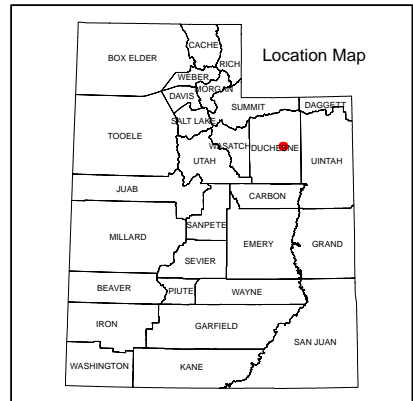 Location Map
BOX ELDER
CACHE
RICH
WEBER
MORGAN
DAVIS
SUMMIT
DAGGETT
SALT LAKE
TOOELE
WASATCH
DUCHESNE
UTAH
UINTAH
JUAB
CARBON
SANPETE
MILLARD
EMERY
GRAND
SEVIER
BEAVER
PIUTE
WAYNE
IRON
GARFIELD
SAN JUAN
WASHINGTON
KANE